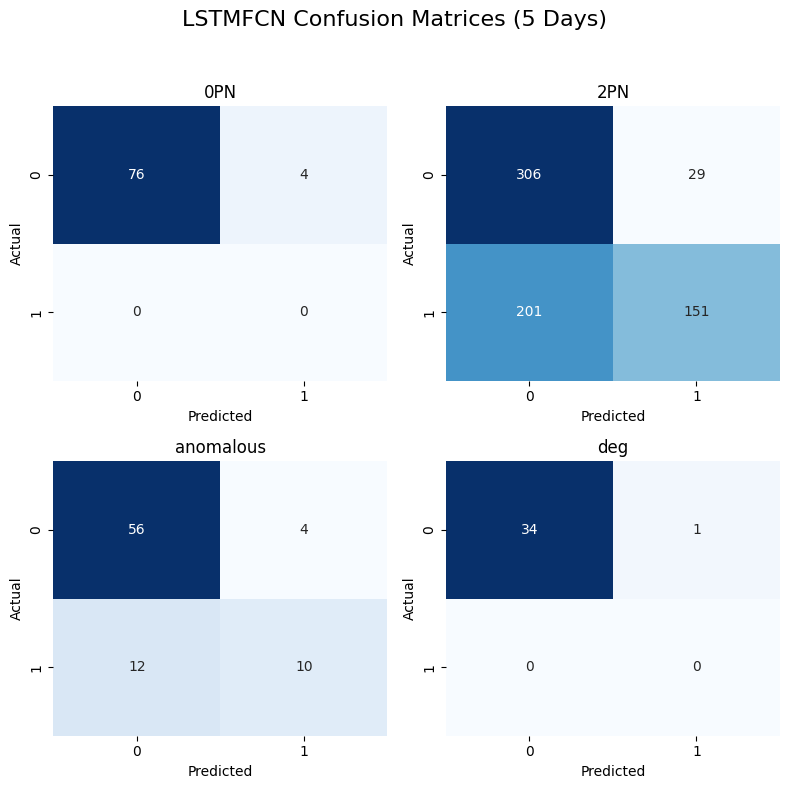 LSTMFCN Confusion Matrices (5 Days)
0PN
0
76
4
Actual
1
0
0
0
1
Predicted
2PN
0
306
29
Actual
1
201
151
0
1
Predicted
anomalous
0
56
4
Actual
1
12
10
0
1
Predicted
deg
0
34
1
Actual
1
0
0
0
1
Predicted